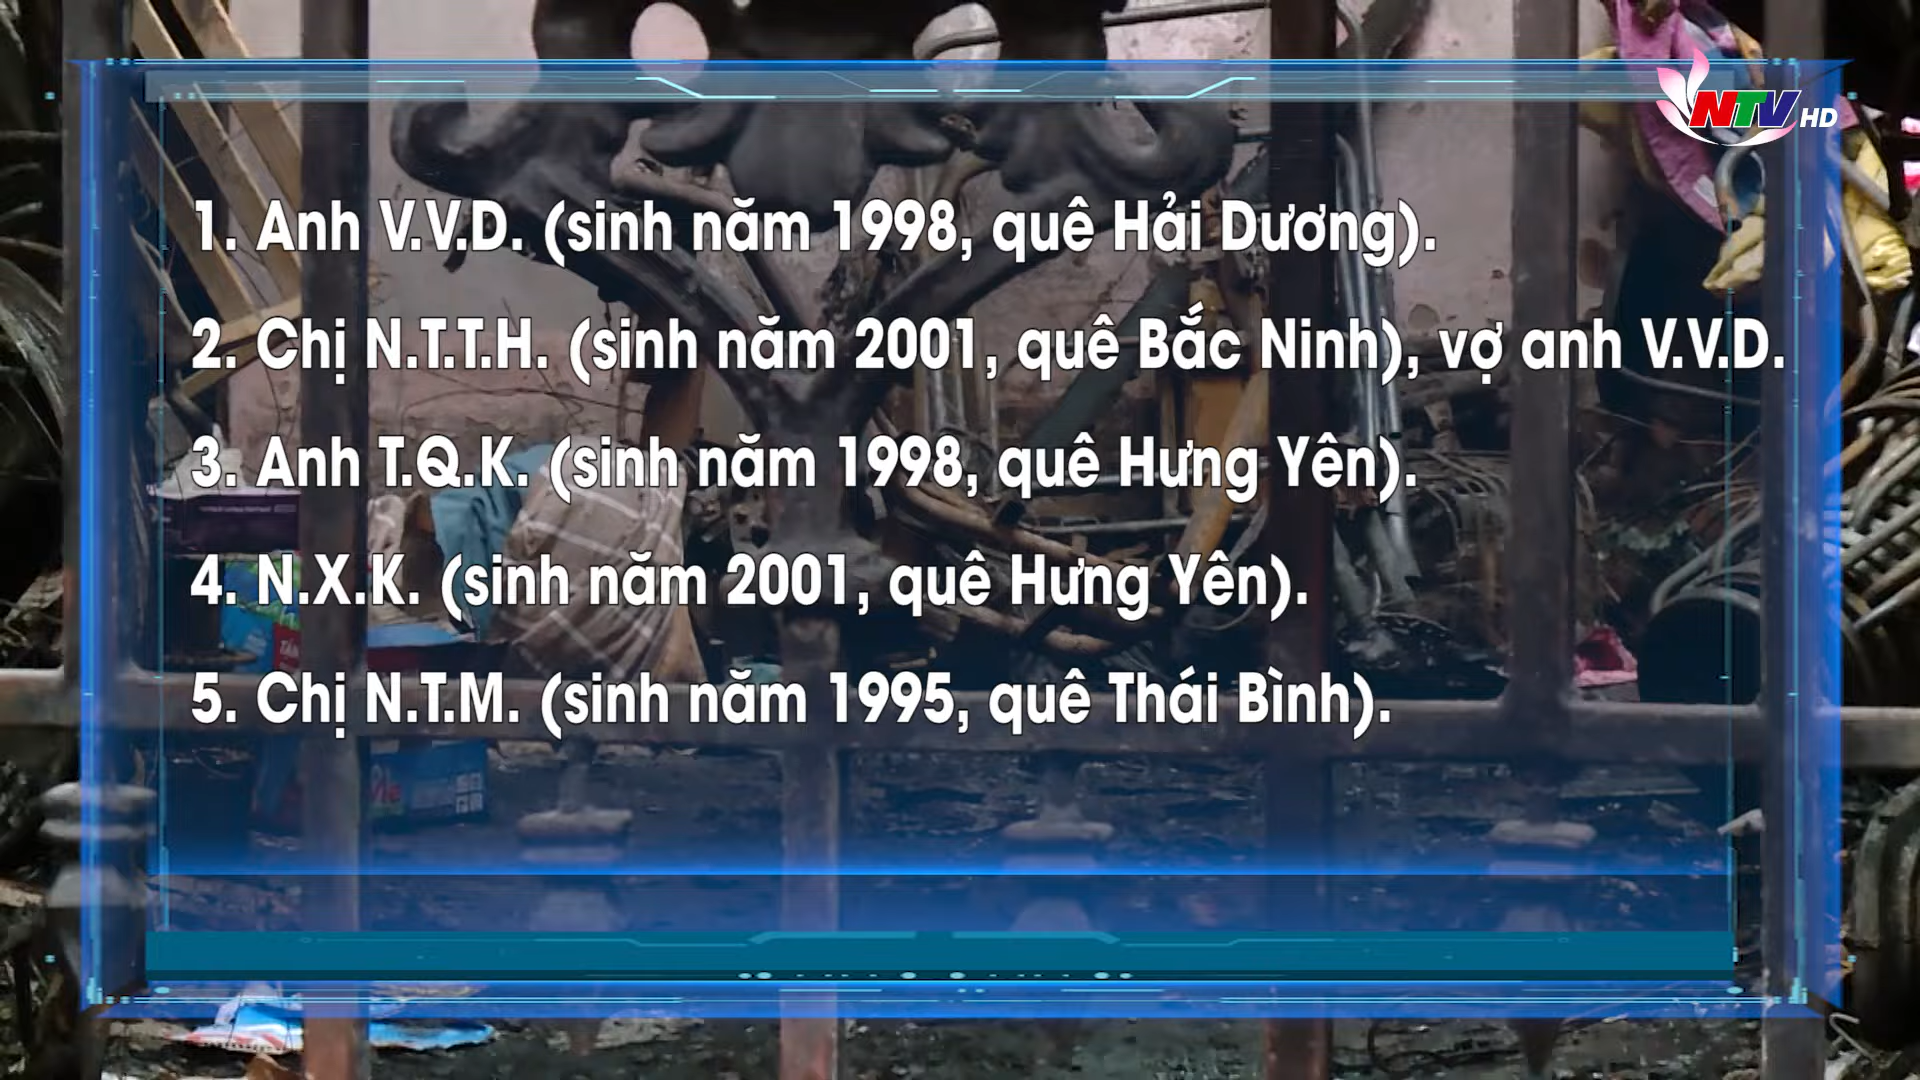 NTV HD
1. Anh V.V.D. (sinh năm 1998, quê Hải Dương).
2. Chị N.T.T.H. (sinh năm 2001, quê Bắc Ninh), vợ anh V.V.D.
3. Anh T.Q.K. (sinh năm 1998, quê Hưng Yên).
4. N.X.K. (sinh năm 2001, quê Hưng Yên).
5. Chị N.T.M. (sinh năm 1995, quê Thái Bình).